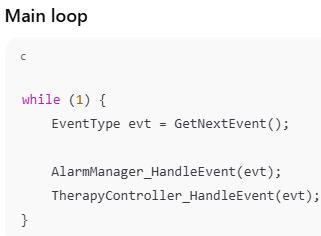 Main loop
c
while (1) {
    EventType evt = GetNextEvent();
    AlarmManager_HandleEvent(evt);
    TherapyController_HandleEvent(evt);
}